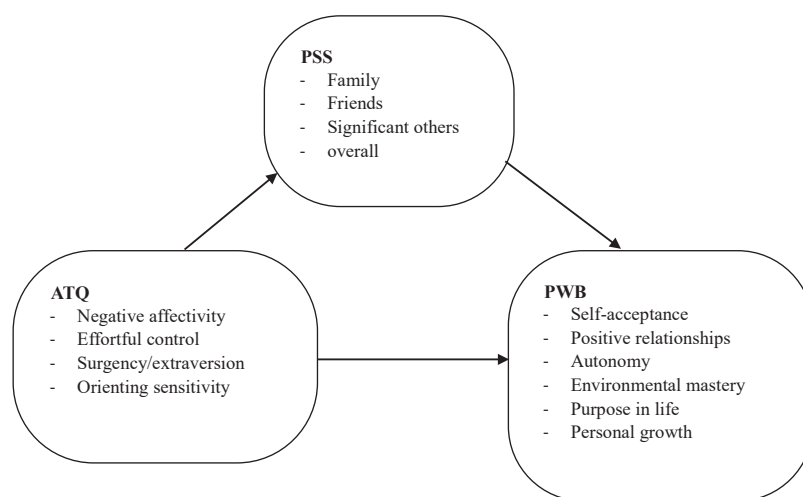 PSS
- Family
- Friends
- Significant others
- overall
ATQ
- Negative affectivity
- Effortful control
- Surgency/extraversion
- Orienting sensitivity
PWB
- Self-acceptance
- Positive relationships
- Autonomy
- Environmental mastery
- Purpose in life
- Personal growth